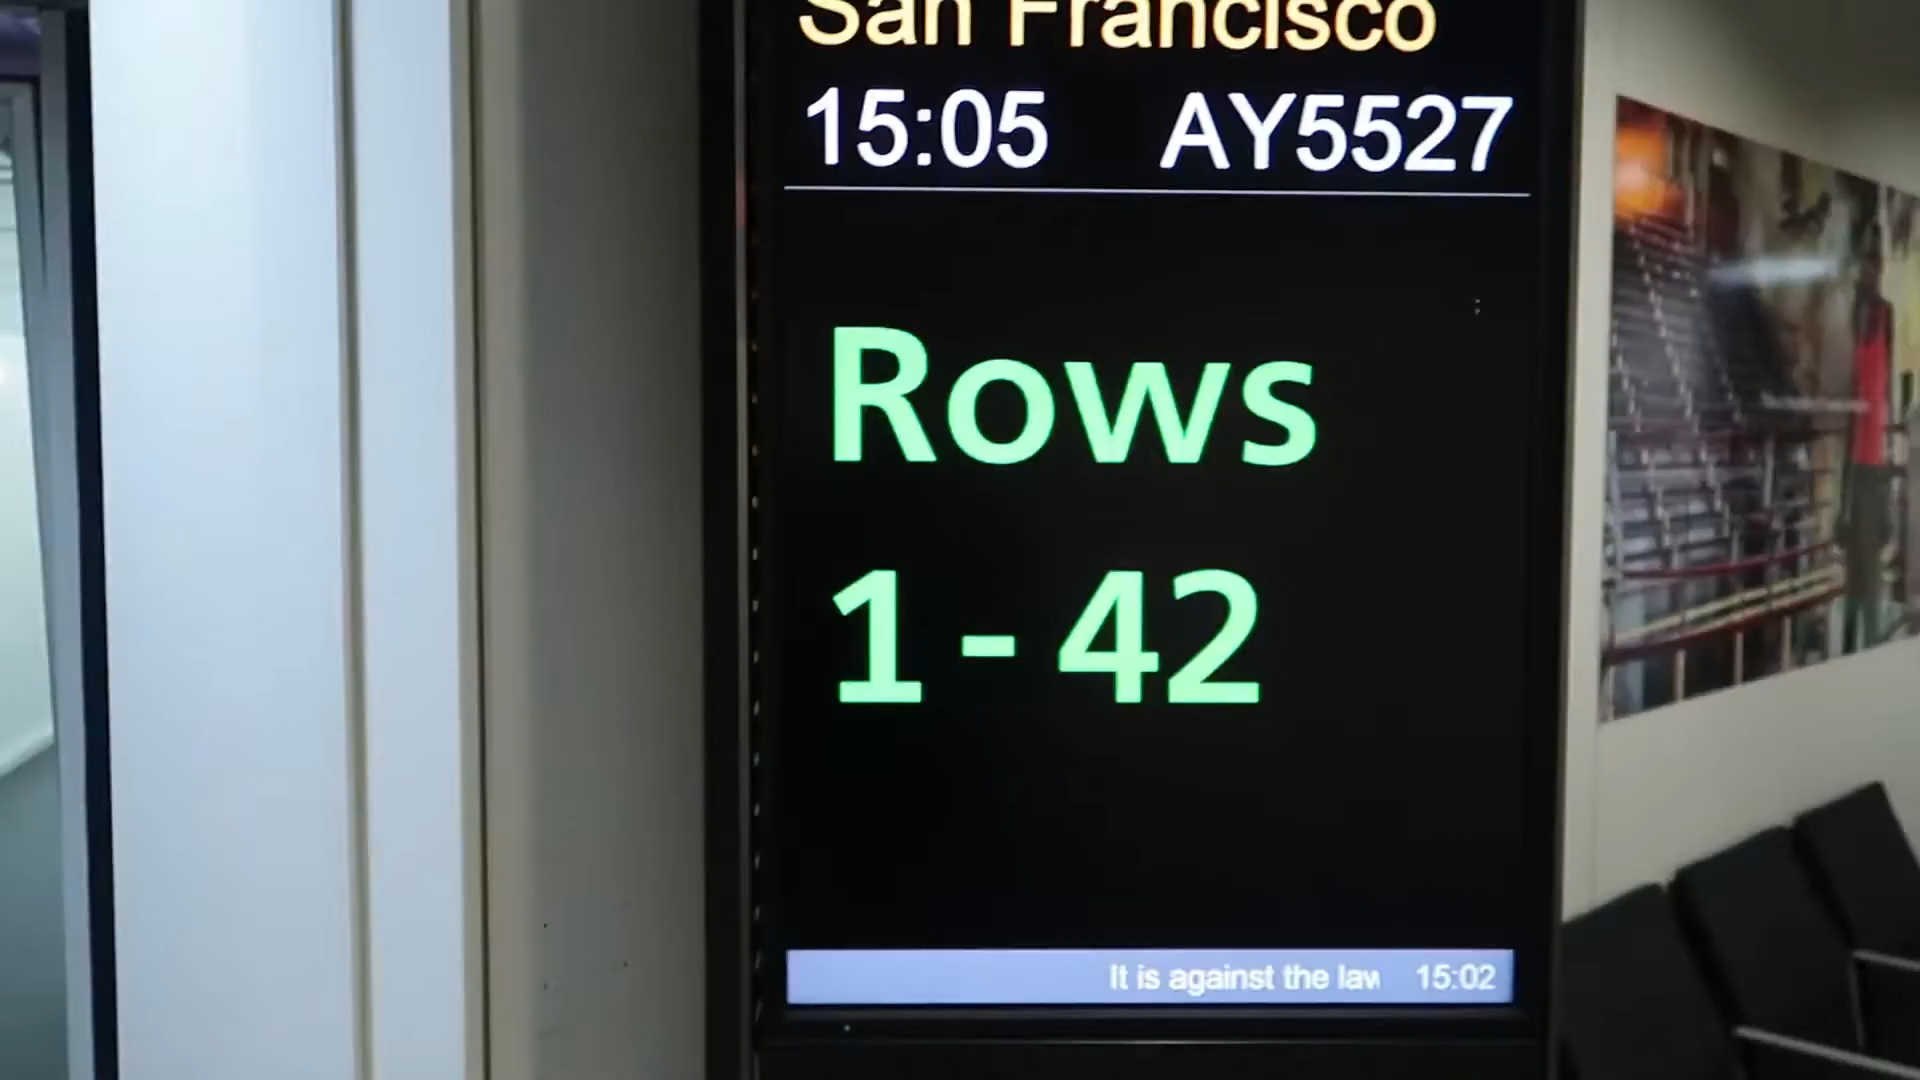 San Francisco
15:05 AY5527
Rows
1 - 42
It is against the law 15:02